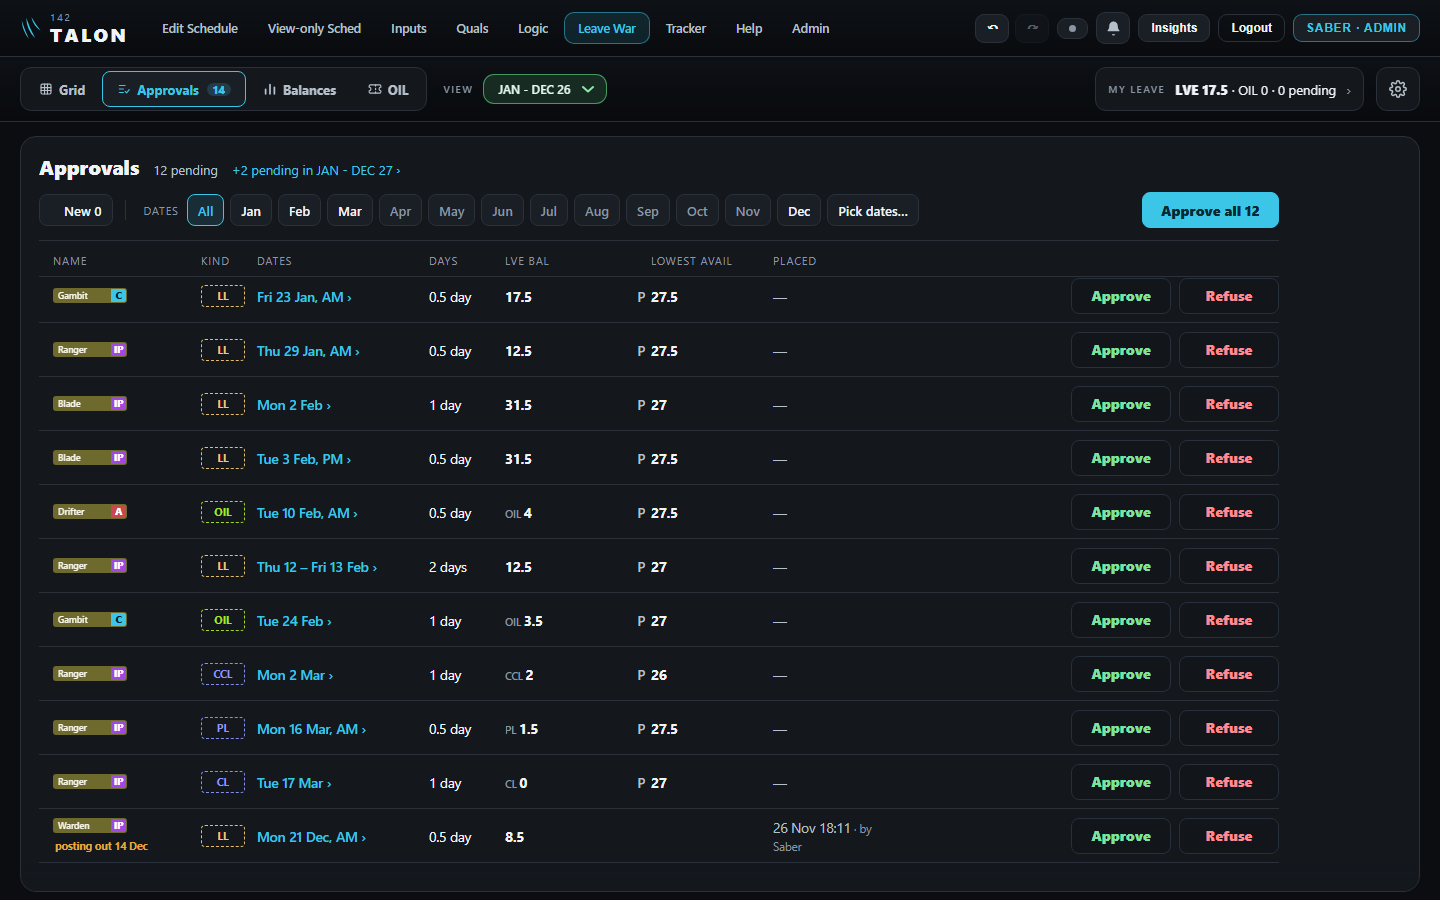 142
TALON
Edit Schedule
View-only Sched
Inputs
Quals
Logic
Leave War
Tracker
Help
Admin
Insights
Logout
SABER · ADMIN
Grid
Approvals 14
Balances
OIL
VIEW
JAN - DEC 26
MY LEAVE LVE 17.5 · OIL 0 · 0 pending ›
Approvals 12 pending +2 pending in JAN - DEC 27 ›
New 0
DATES
All
Jan
Feb
Mar
Apr
May
Jun
Jul
Aug
Sep
Oct
Nov
Dec
Pick dates...
Approve all 12
NAME KIND DATES DAYS LVE BAL LOWEST AVAIL PLACED
Gambit C LL Fri 23 Jan, AM › 0.5 day 17.5 P 27.5 — Approve Refuse
Ranger IP LL Thu 29 Jan, AM › 0.5 day 12.5 P 27.5 — Approve Refuse
Blade IP LL Mon 2 Feb › 1 day 31.5 P 27 — Approve Refuse
Blade IP LL Tue 3 Feb, PM › 0.5 day 31.5 P 27.5 — Approve Refuse
Drifter A OIL Tue 10 Feb, AM › 0.5 day OIL 4 P 27.5 — Approve Refuse
Ranger IP LL Thu 12 – Fri 13 Feb › 2 days 12.5 P 27 — Approve Refuse
Gambit C OIL Tue 24 Feb › 1 day OIL 3.5 P 27 — Approve Refuse
Ranger IP CCL Mon 2 Mar › 1 day CCL 2 P 26 — Approve Refuse
Ranger IP PL Mon 16 Mar, AM › 0.5 day PL 1.5 P 27.5 — Approve Refuse
Ranger IP CL Tue 17 Mar › 1 day CL 0 P 27 — Approve Refuse
Warden IP LL Mon 21 Dec, AM › 0.5 day 8.5 26 Nov 18:11 · by Saber Approve Refuse
posting out 14 Dec